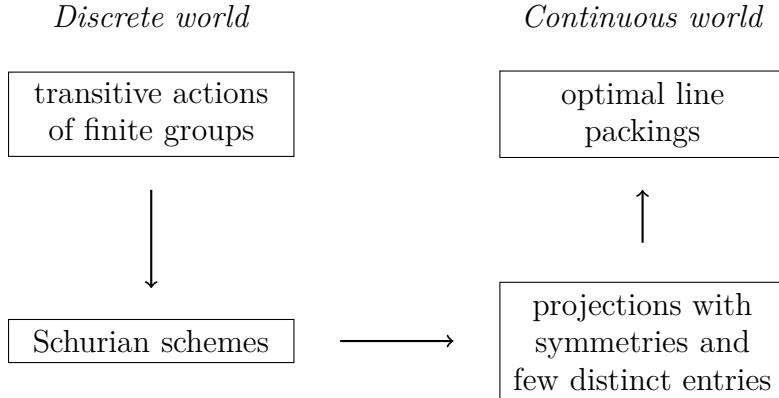 Discrete world
Continuous world
transitive actions
of finite groups
optimal line
packings
Schurian schemes
projections with
symmetries and
few distinct entries